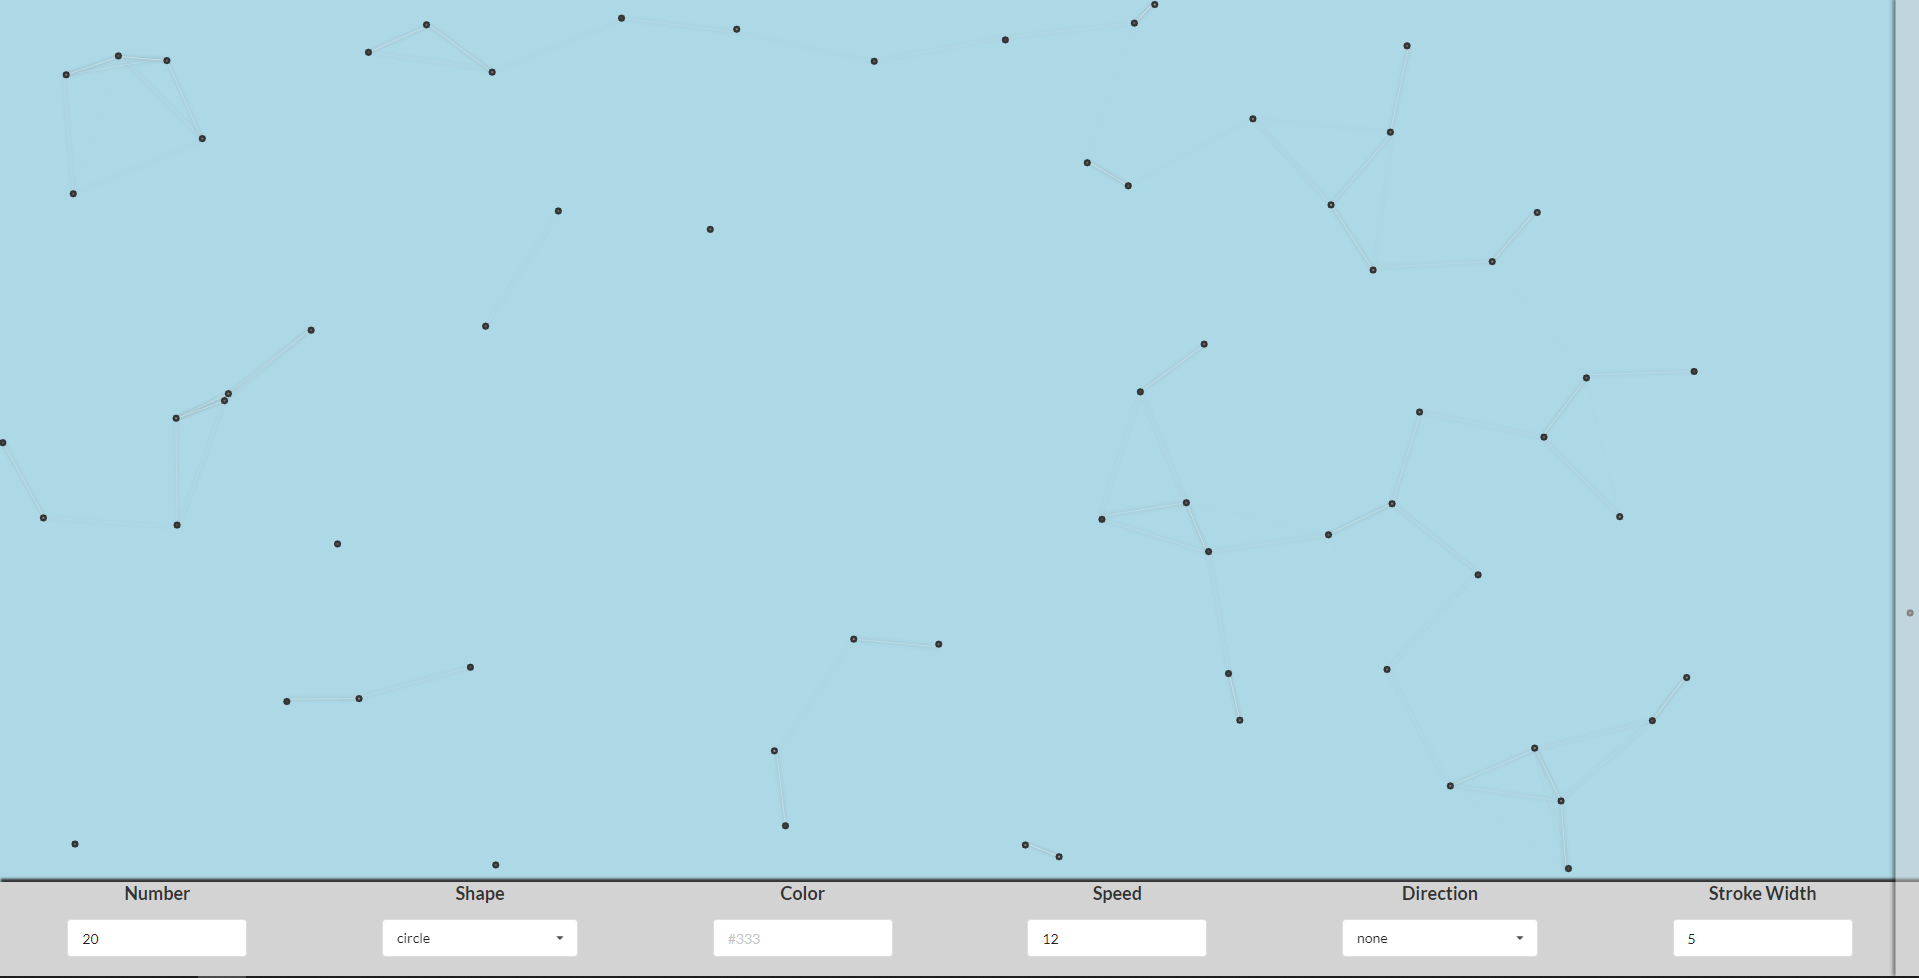 Number Shape Color Speed Direction Stroke Width
20 circle #333 12 none 5